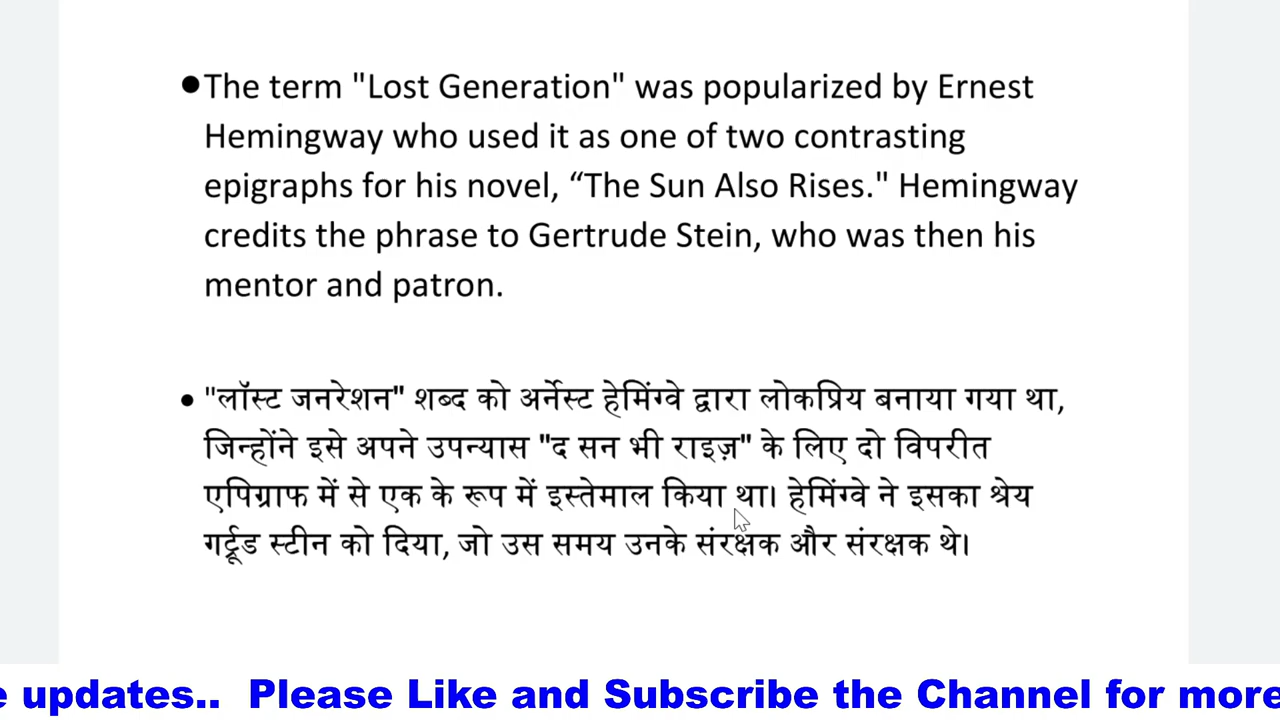 ●The term "Lost Generation" was popularized by Ernest
Hemingway who used it as one of two contrasting
epigraphs for his novel, “The Sun Also Rises." Hemingway
credits the phrase to Gertrude Stein, who was then his
mentor and patron.
• "लॉस्ट जनरेशन" शब्द को अर्नेस्ट हेमिंग्वे द्वारा लोकप्रिय बनाया गया था,
जिन्होंने इसे अपने उपन्यास "द सन भी राइज़" के लिए दो विपरीत
एपिग्राफ में से एक के रूप में इस्तेमाल किया था। हेमिंग्वे ने इसका श्रेय
गर्ट्रूड स्टीन को दिया, जो उस समय उनके संरक्षक और संरक्षक थे।
e updates.. Please Like and Subscribe the Channel for more